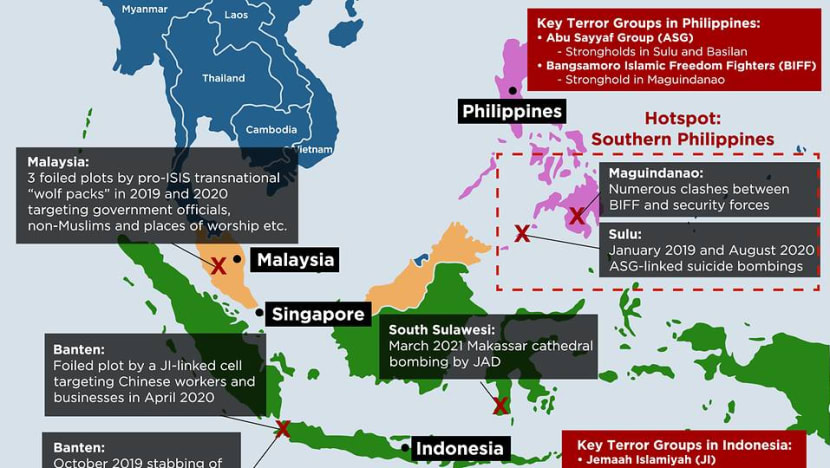 Myanmar
Laos
Thailand
Cambodia
Vietnam
Key Terror Groups in Philippines:
• Abu Sayyaf Group (ASG)
- Strongholds in Sulu and Basilan
• Bangsamoro Islamic Freedom Fighters (BIFF)
- Stronghold in Maguindanao
Philippines
Hotspot:
Southern Philippines
Maguindanao:
Numerous clashes between
BIFF and security forces
X
Sulu:
January 2019 and August 2020
ASG-linked suicide bombings
X
Malaysia:
3 foiled plots by pro-ISIS transnational
“wolf packs” in 2019 and 2020
targeting government officials,
non-Muslims and places of worship etc.
X
Malaysia
Singapore
South Sulawesi:
March 2021 Makassar cathedral
bombing by JAD
X
Banten:
Foiled plot by a JI-linked cell
targeting Chinese workers and
businesses in April 2020
X
Banten:
October 2019 stabbing of
Indonesia
Key Terror Groups in Indonesia:
• Jemaah Islamiyah (JI)